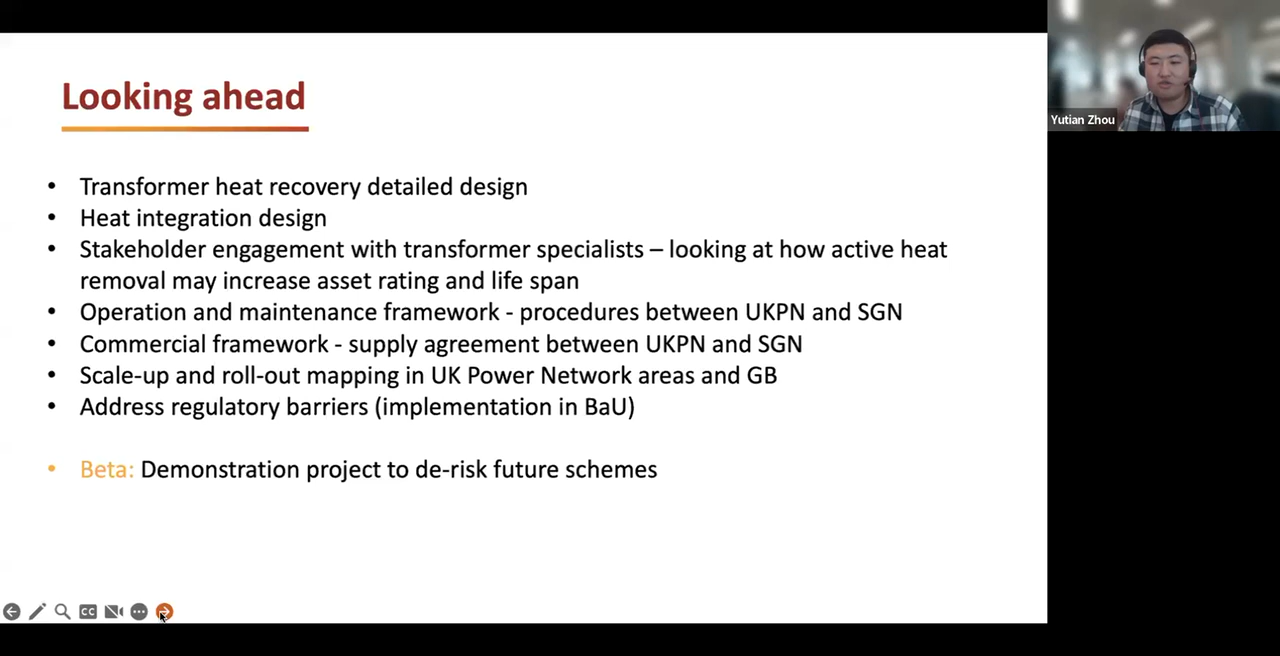 Looking ahead
Yutian Zhou
• Transformer heat recovery detailed design
• Heat integration design
• Stakeholder engagement with transformer specialists – looking at how active heat
removal may increase asset rating and life span
• Operation and maintenance framework - procedures between UKPN and SGN
• Commercial framework - supply agreement between UKPN and SGN
• Scale-up and roll-out mapping in UK Power Network areas and GB
• Address regulatory barriers (implementation in BaU)
• Beta: Demonstration project to de-risk future schemes
CC